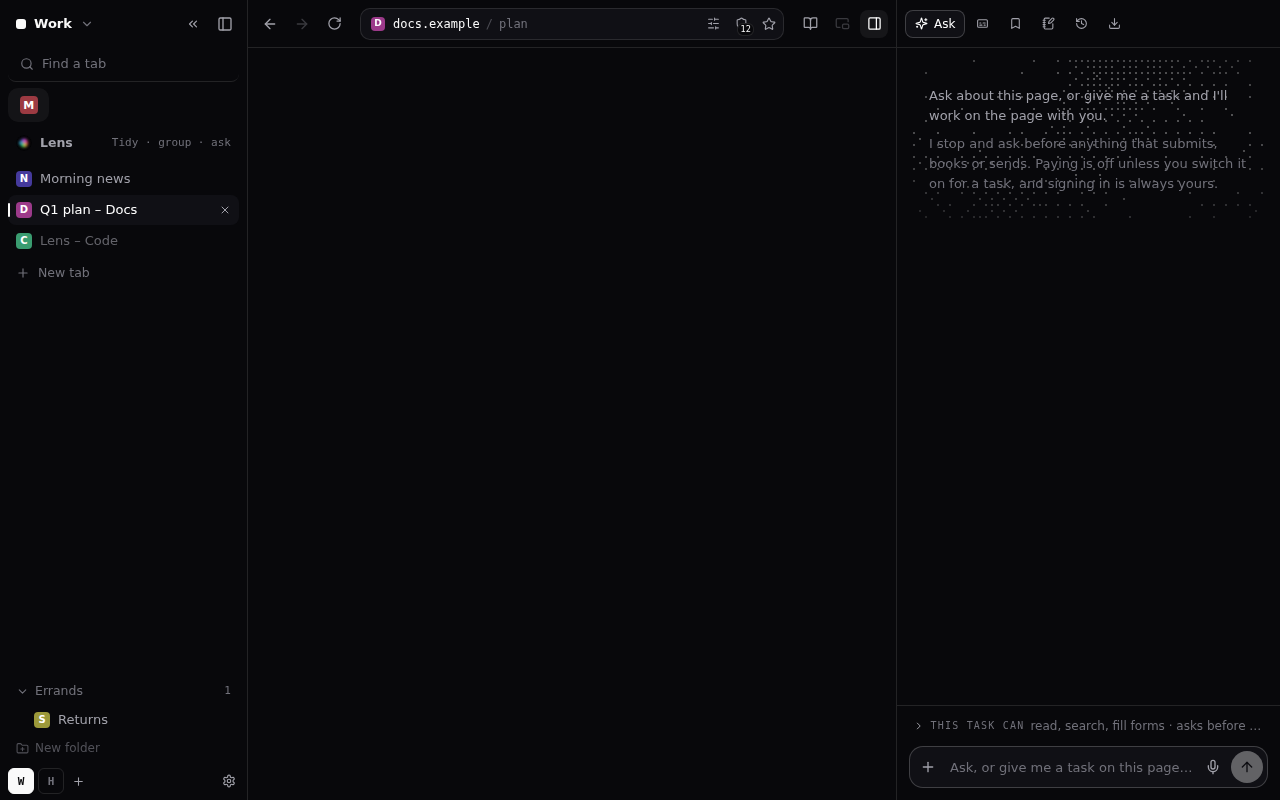 Work
Find a tab
M
Lens
Tidy · group · ask
N Morning news
D Q1 plan – Docs
C Lens – Code
New tab
Errands
1
S Returns
New folder
W
H
D docs.example / plan
12
Ask
Ask about this page, or give me a task and I'll
work on the page with you.
I stop and ask before anything that submits,
books or sends. Paying is off unless you switch it
on for a task, and signing in is always yours.
THIS TASK CAN read, search, fill forms · asks before …
Ask, or give me a task on this page…